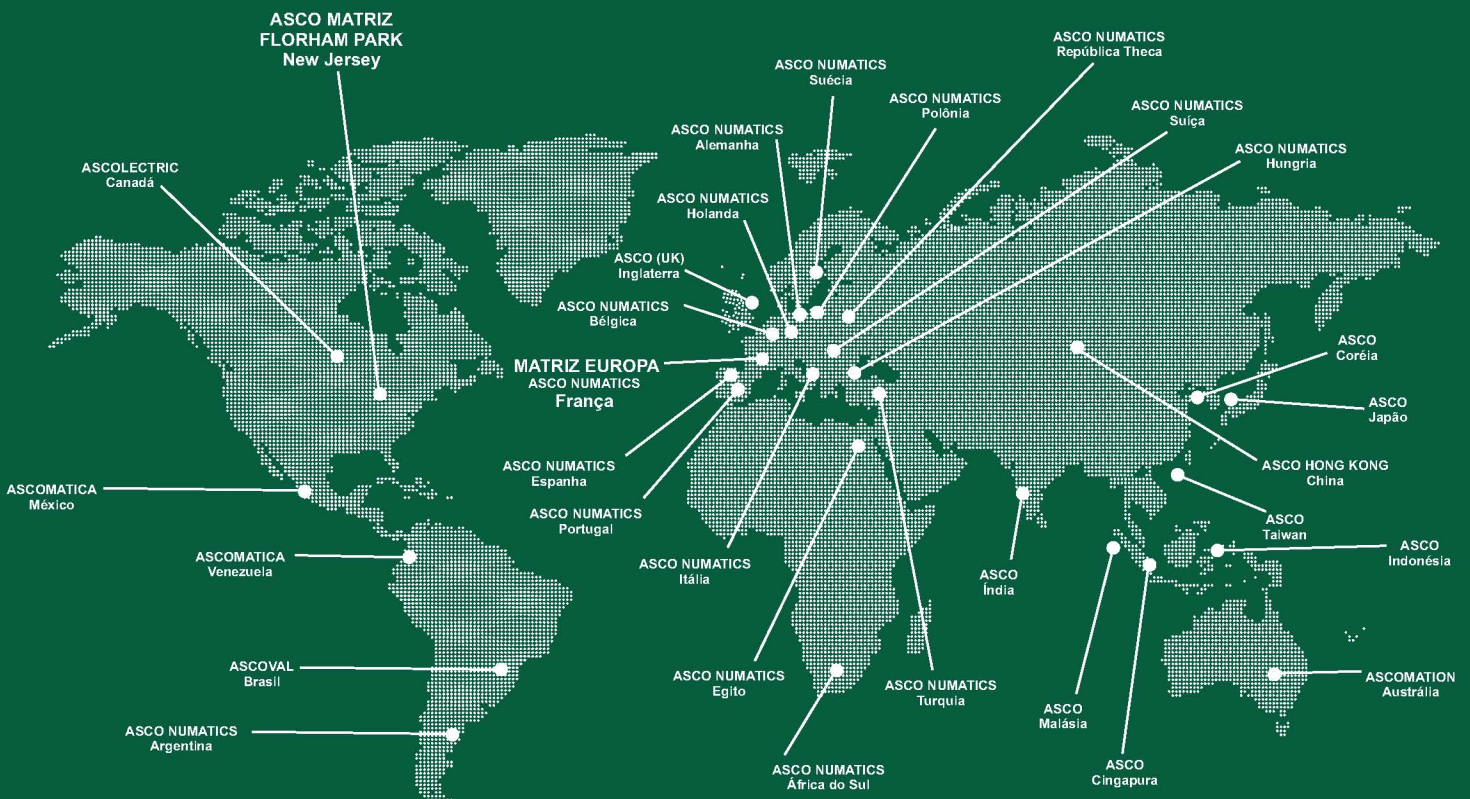 ASCO MATRIZ
FLORHAM PARK
New Jersey
ASCO NUMATICS
República Theca
ASCO NUMATICS
Suécia
ASCO NUMATICS
Polônia
ASCO NUMATICS
Suíça
ASCO NUMATICS
Alemanha
ASCO NUMATICS
Hungria
ASCOLECTRIC
Canadá
ASCO NUMATICS
Holanda
ASCO (UK)
Inglaterra
ASCO NUMATICS
Bélgica
MATRIZ EUROPA
ASCO NUMATICS
França
ASCO
Coréia
ASCO
Japão
ASCO NUMATICS
Espanha
ASCO HONG KONG
China
ASCOMATICA
México
ASCO NUMATICS
Portugal
ASCO
Taiwan
ASCOMATICA
Venezuela
ASCO NUMATICS
Itália
ASCO
Índia
ASCO
Indonésia
ASCOVAL
Brasil
ASCO NUMATICS
Egito
ASCO NUMATICS
Turquia
ASCOMATION
Austrália
ASCO
Malásia
ASCO NUMATICS
Argentina
ASCO NUMATICS
África do Sul
ASCO
Cingapura